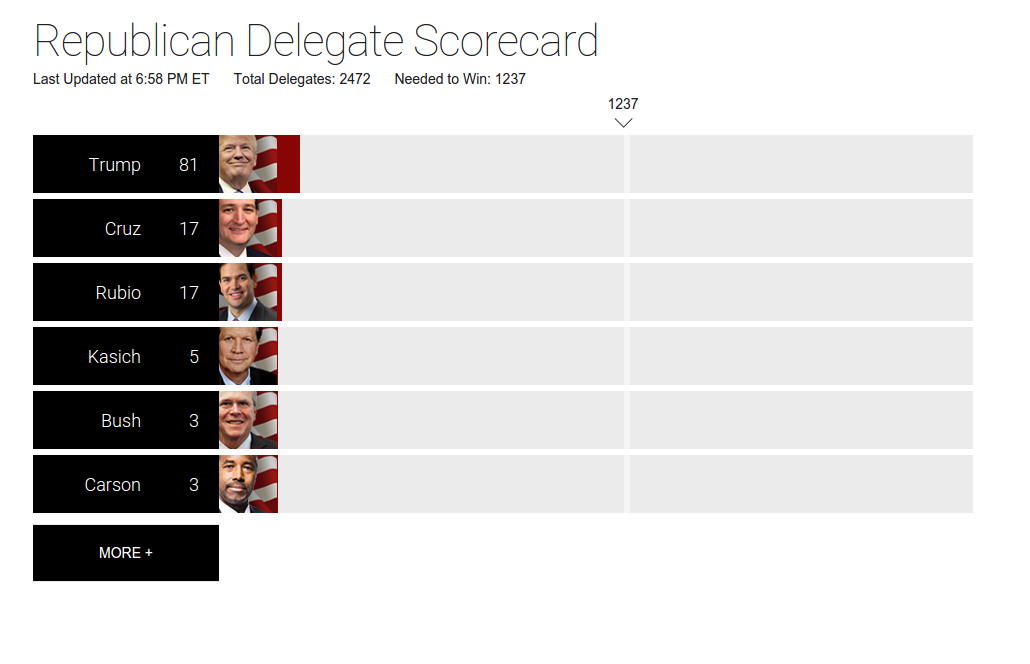 Republican Delegate Scorecard
Last Updated at 6:58 PM ET Total Delegates: 2472 Needed to Win: 1237
1237
Trump 81
Cruz 17
Rubio 17
Kasich 5
Bush 3
Carson 3
MORE +